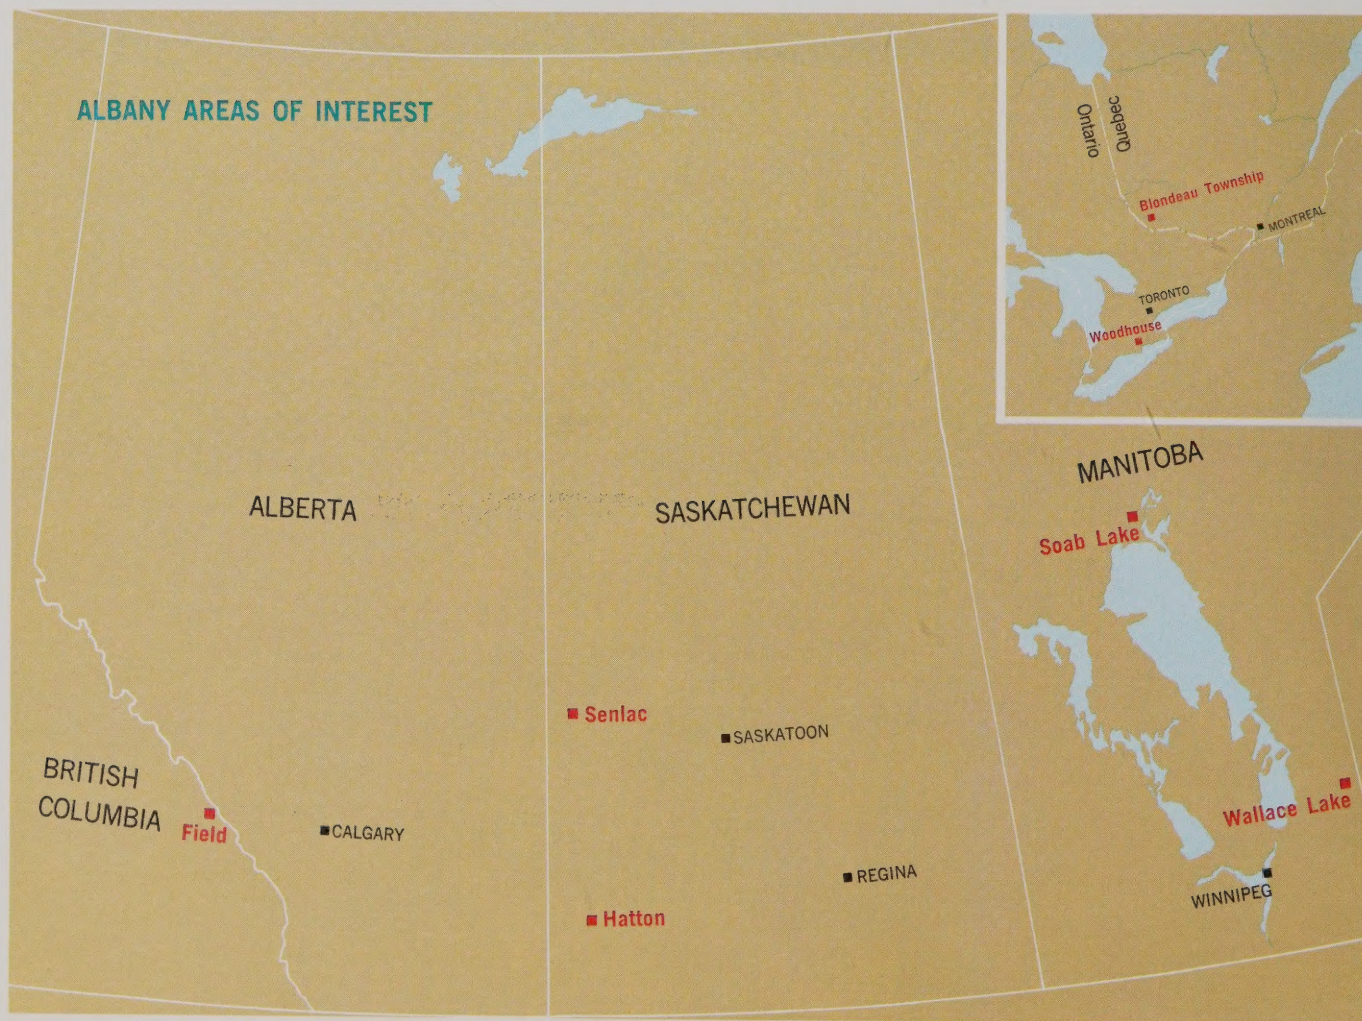 ALBANY AREAS OF INTEREST
Ontario
Quebec
Blondeau Township
MONTREAL
TORONTO
Woodhouse
MANITOBA
ALBERTA
SASKATCHEWAN
Soab Lake
Senlac
SASKATOON
BRITISH
COLUMBIA
Field
CALGARY
Wallace Lake
REGINA
WINNIPEG
Hatton